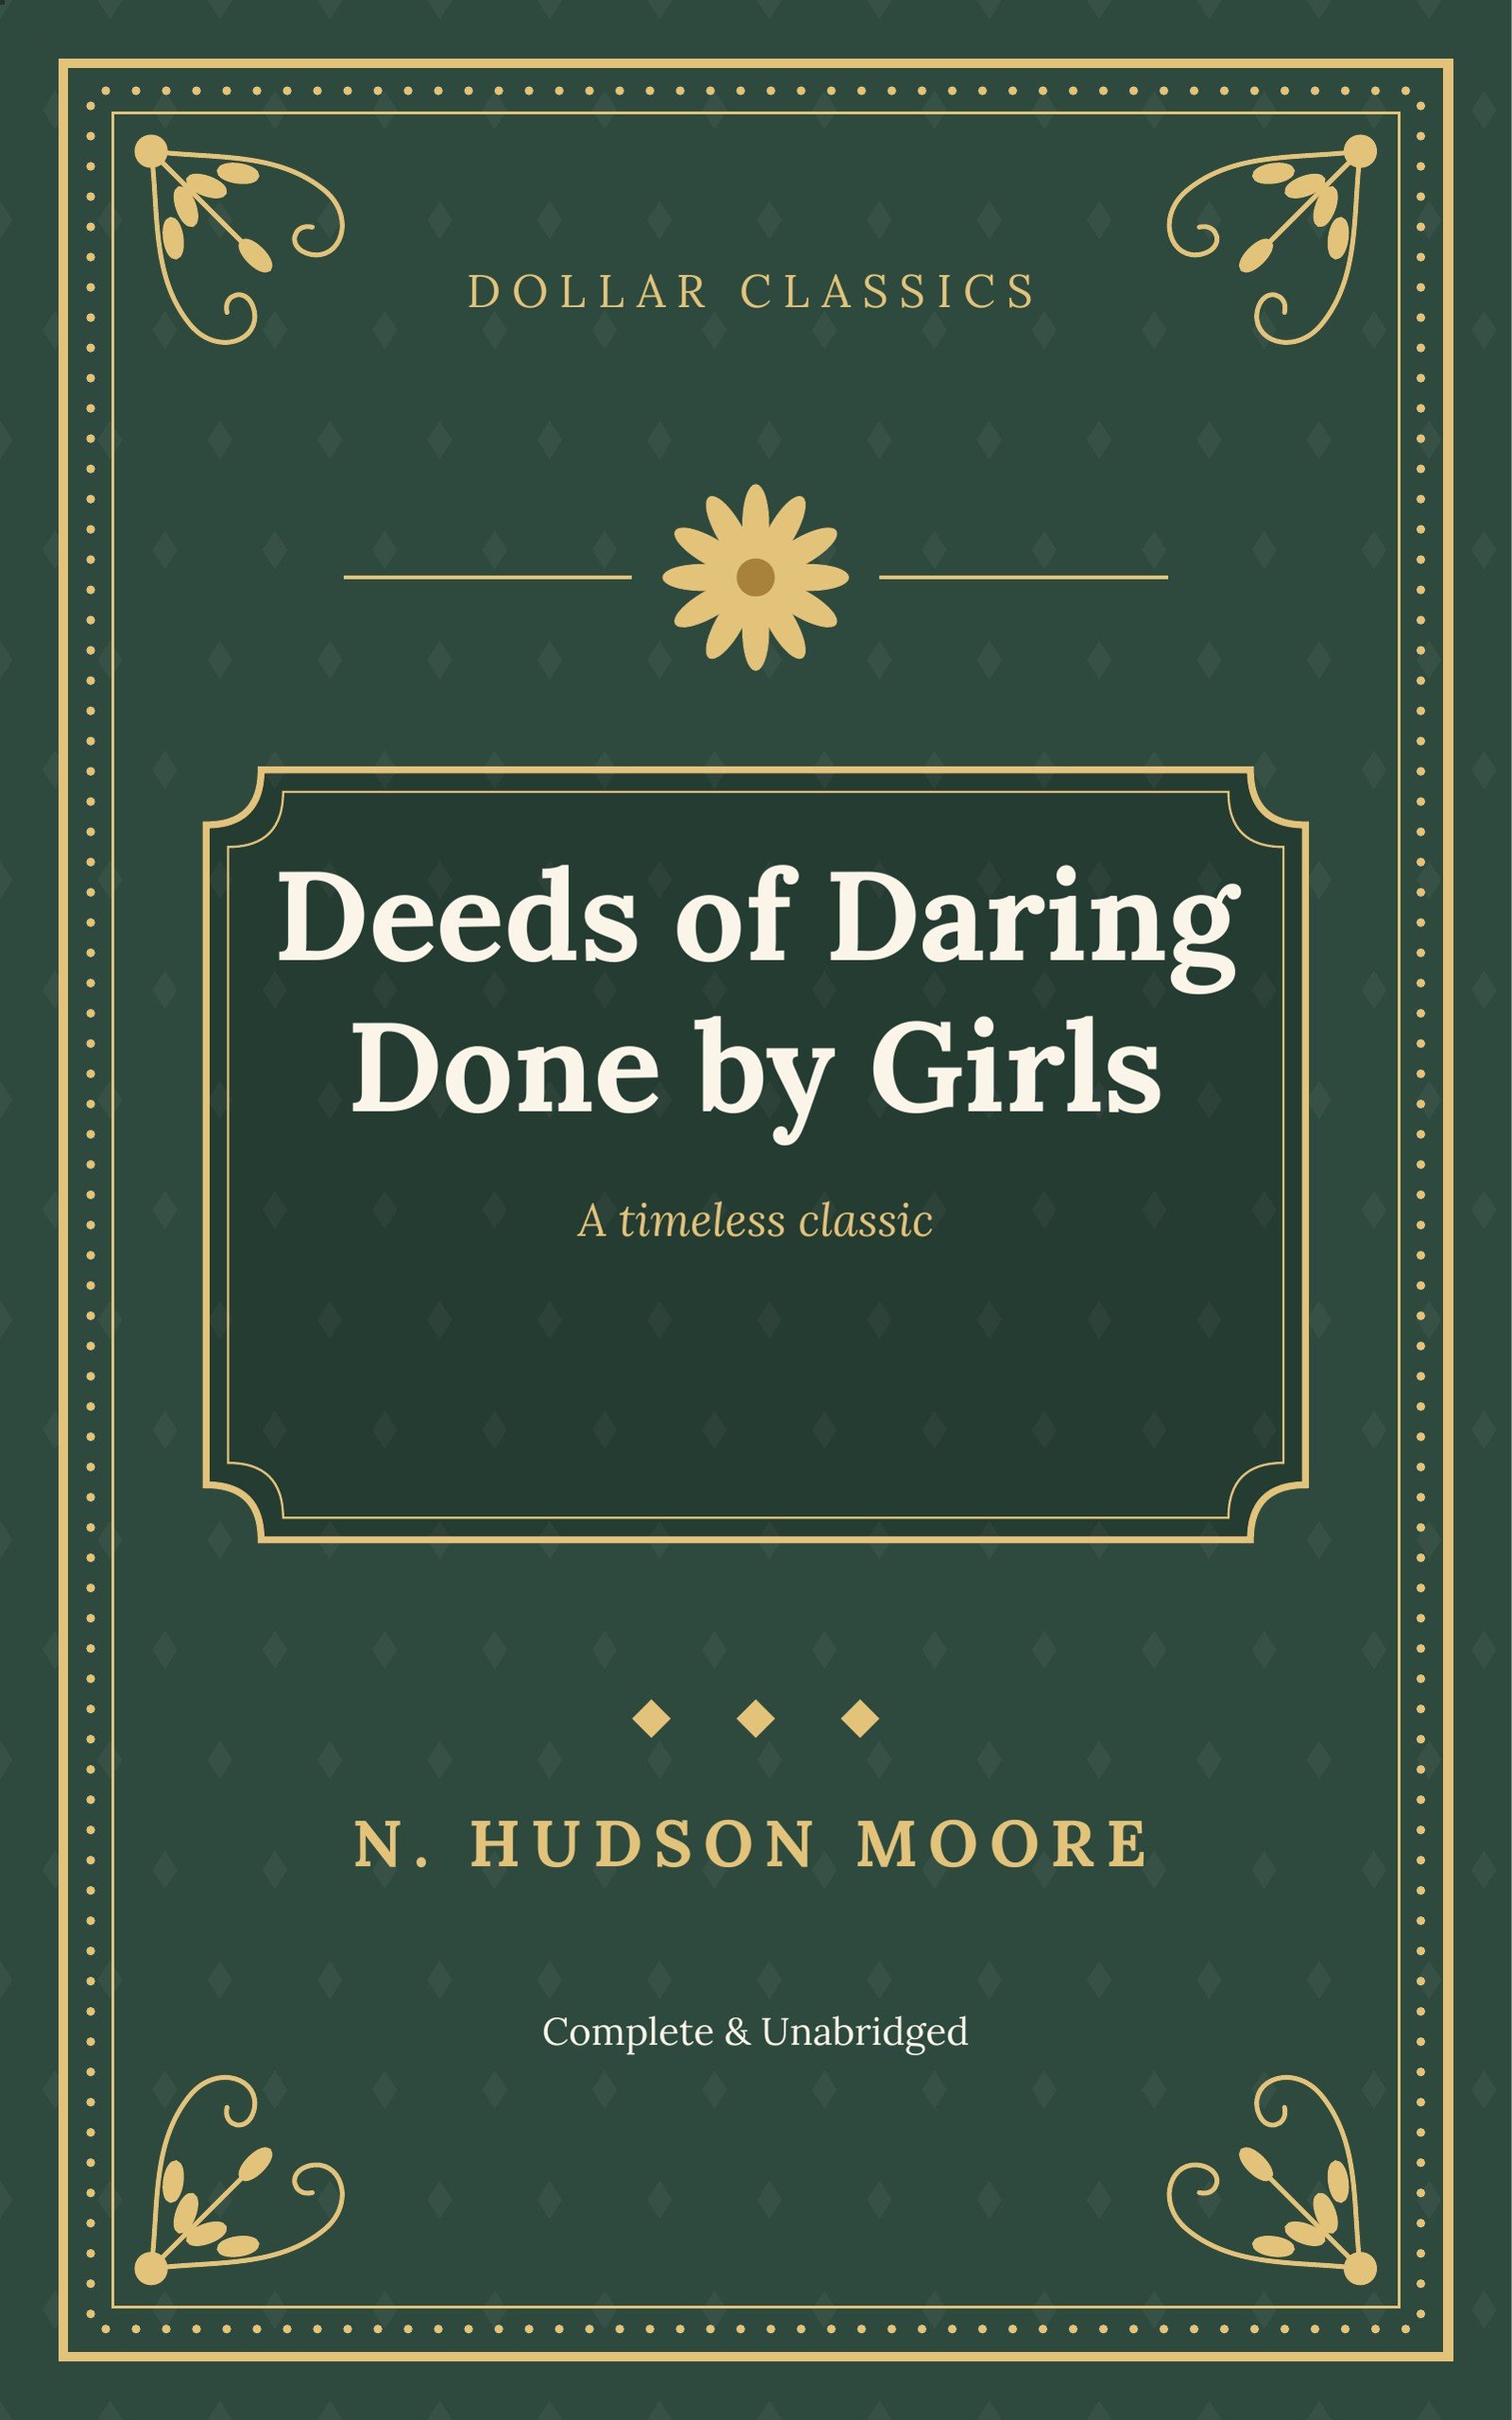 DOLLAR CLASSICS
Deeds of Daring
Done by Girls
A timeless classic
N. HUDSON MOORE
Complete & Unabridged